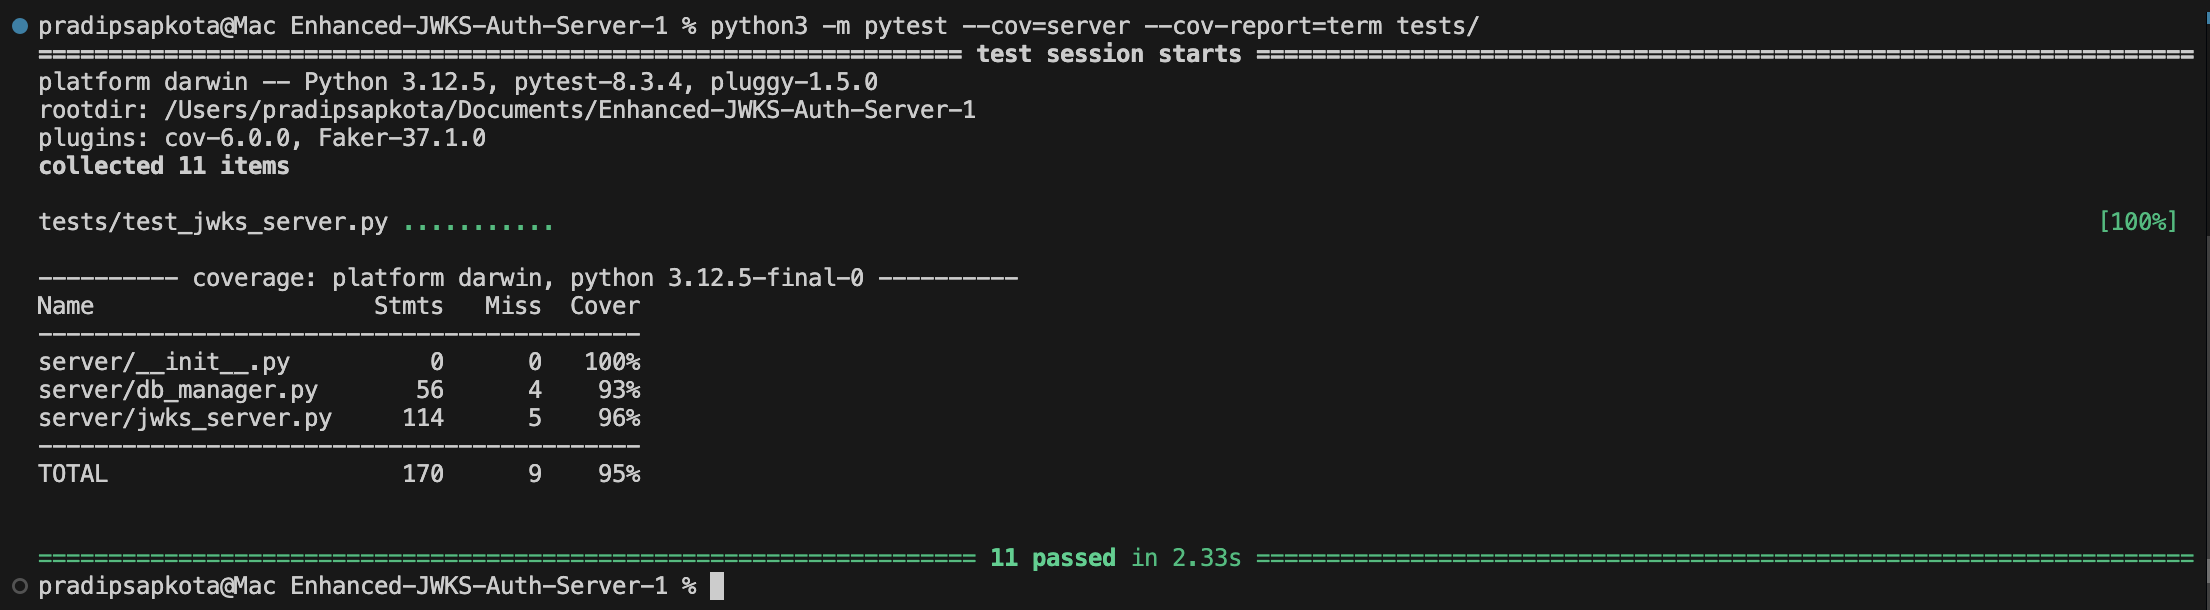 pradipsapkota@Mac Enhanced-JWKS-Auth-Server-1 % python3 -m pytest --cov=server --cov-report=term tests/
================================================================== test session starts ===================================================================
platform darwin -- Python 3.12.5, pytest-8.3.4, pluggy-1.5.0
rootdir: /Users/pradipsapkota/Documents/Enhanced-JWKS-Auth-Server-1
plugins: cov-6.0.0, Faker-37.1.0
collected 11 items
tests/test_jwks_server.py ........... [100%]
---------- coverage: platform darwin, python 3.12.5-final-0 ----------
Name Stmts Miss Cover
-------------------------------------------
server/__init__.py 0 0 100%
server/db_manager.py 56 4 93%
server/jwks_server.py 114 5 96%
-------------------------------------------
TOTAL 170 9 95%
=================================================================== 11 passed in 2.33s ===================================================================
pradipsapkota@Mac Enhanced-JWKS-Auth-Server-1 %